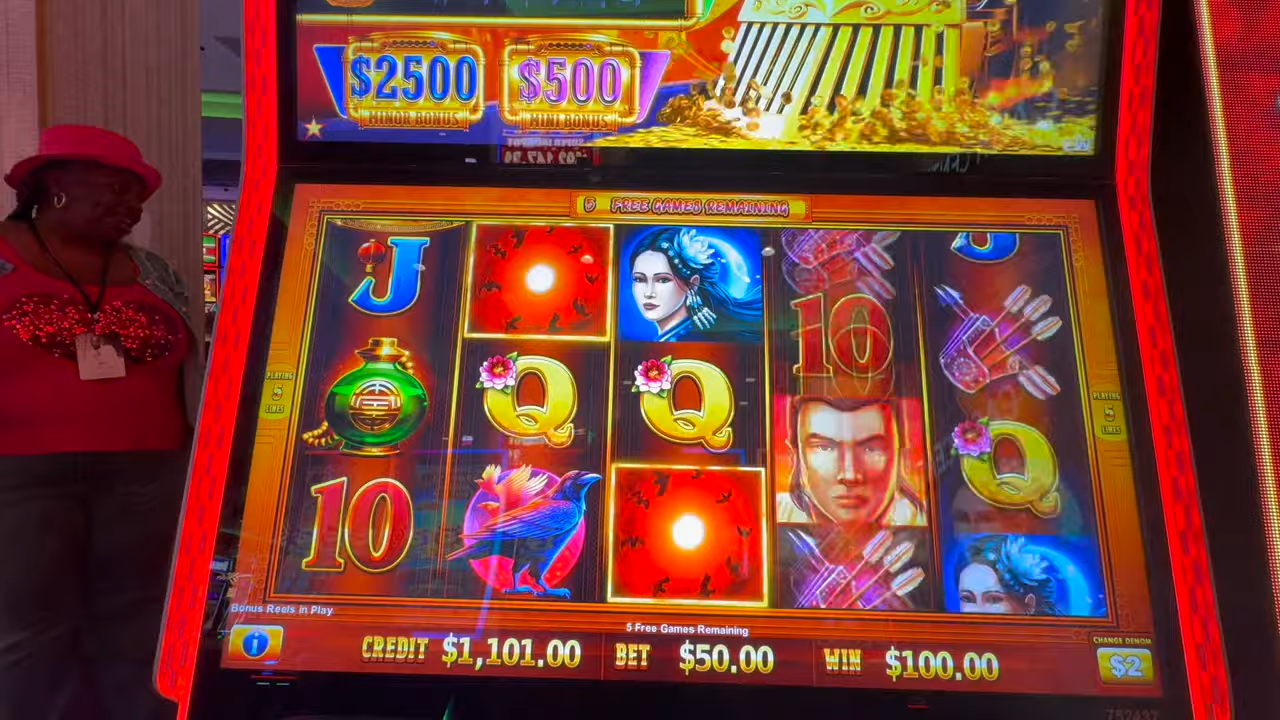 $2500
$500
MINOR BONUS
MINI BONUS
5 FREE GAMES REMAINING
J
J
10
PLAYING
5
LINES
Q
Q
PLAYING
5
LINES
Q
10
Bonus Reels in Play
5 Free Games Remaining
CREDIT $1,101.00
BET $50.00
WIN $100.00
CHANGE DENOM
$2